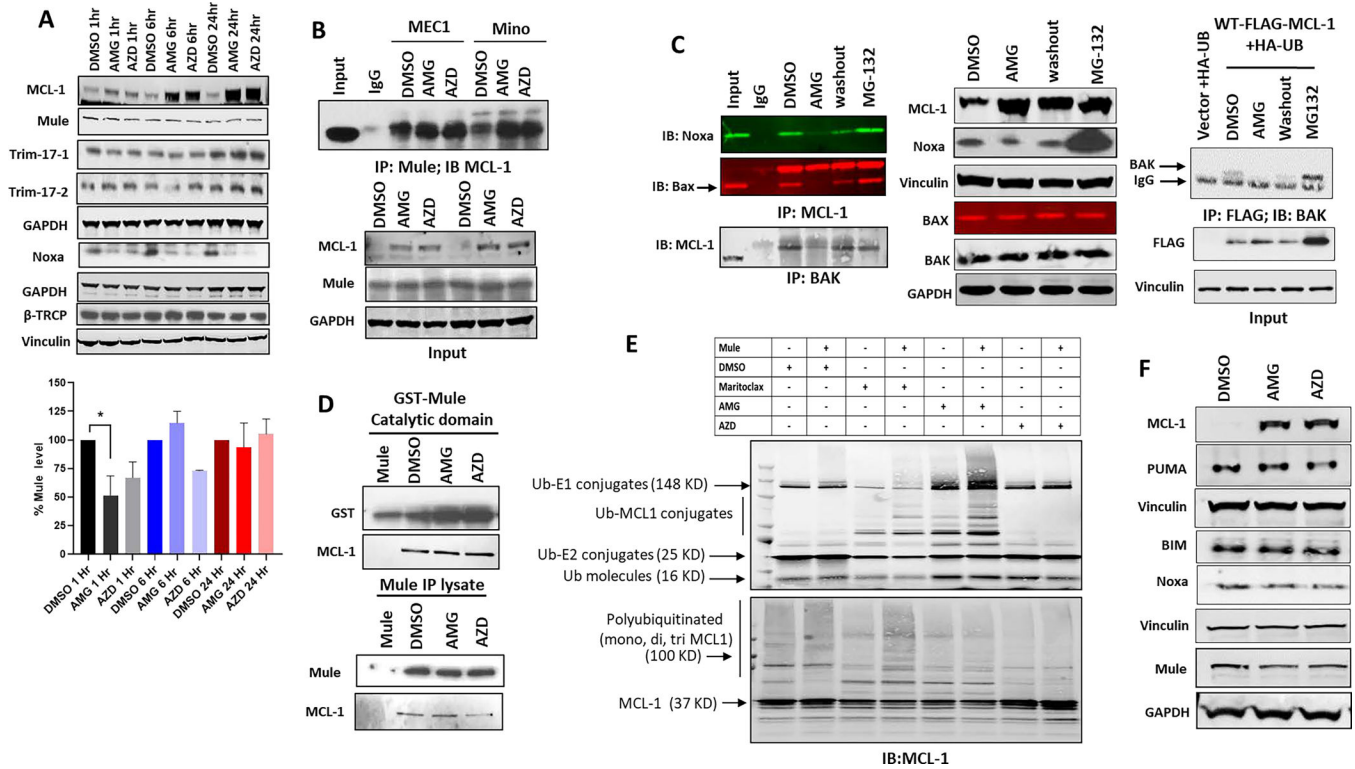 A
DMSO 1hr
AMG 1hr
AZD 1hr
DMSO 6hr
AMG 6hr
AZD 6hr
DMSO 24hr
AMG 24hr
AZD 24hr
MCL-1
Mule
Trim-17-1
Trim-17-2
GAPDH
Noxa
GAPDH
β-TRCP
Vinculin
% Mule level
150
125
100
75
50
25
0
*
DMSO 1 Hr
AMG 1 Hr
AZD 1 Hr
DMSO 6 Hr
AMG 6 Hr
AZD 6 Hr
DMSO 24 Hr
AMG 24 Hr
AZD 24 Hr
B
MEC1 Mino
Input
IgG
DMSO
AMG
AZD
DMSO
AMG
AZD
IP: Mule; IB MCL-1
DMSO
AMG
AZD
DMSO
AMG
AZD
MCL-1
Mule
GAPDH
Input
C
Input
IgG
DMSO
AMG
washout
MG-132
IB: Noxa
IB: Bax
IP: MCL-1
IB: MCL-1
IP: BAK
DMSO
AMG
washout
MG-132
MCL-1
Noxa
Vinculin
BAX
BAK
GAPDH
WT-FLAG-MCL-1
+HA-UB
Vector +HA-UB
DMSO
AMG
Washout
MG132
BAK
IgG
IP: FLAG; IB: BAK
FLAG
Vinculin
Input
D
GST-Mule
Catalytic domain
Mule
DMSO
AMG
AZD
GST
MCL-1
Mule IP lysate
Mule
DMSO
AMG
AZD
Mule
MCL-1
E
Mule - + - + - + - +
DMSO + + - - - - - -
Maritoclax - - + + - - - -
AMG - - - - + + - -
AZD - - - - - - + +
Ub-E1 conjugates (148 KD)
Ub-MCL1 conjugates
Ub-E2 conjugates (25 KD)
Ub molecules (16 KD)
Polyubiquitinated
(mono, di, tri MCL1)
(100 KD)
MCL-1 (37 KD)
IB:MCL-1
F
DMSO
AMG
AZD
MCL-1
PUMA
Vinculin
BIM
Noxa
Vinculin
Mule
GAPDH